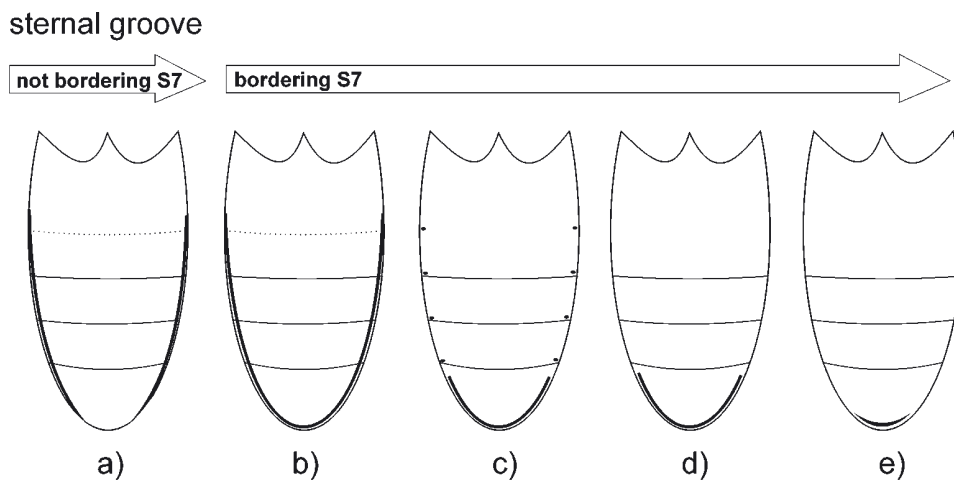 sternal groove
not bordering S7
bordering S7
a) b) c) d) e)